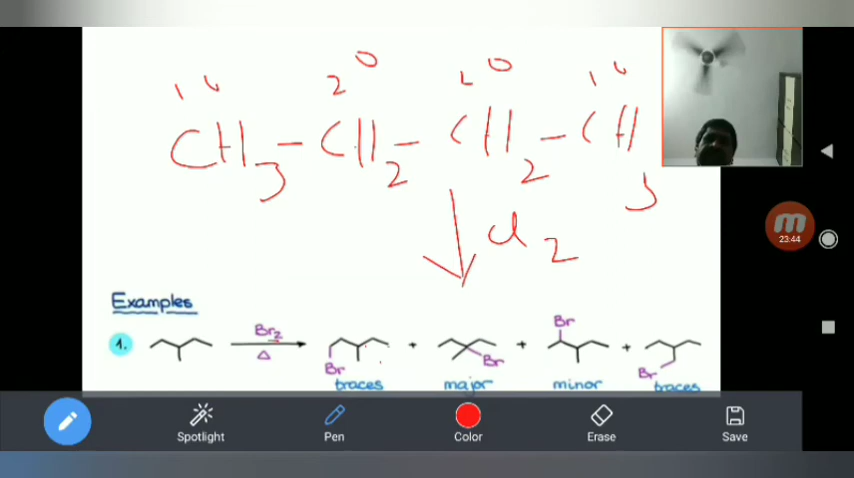 1° 2° 1° 1°
CH3 - CH2 - CH2 - CH3
Cl2
23:44
Examples
1. Br2 Δ Br + Br + Br + Br
traces major minor traces
Spotlight Pen Color Erase Save